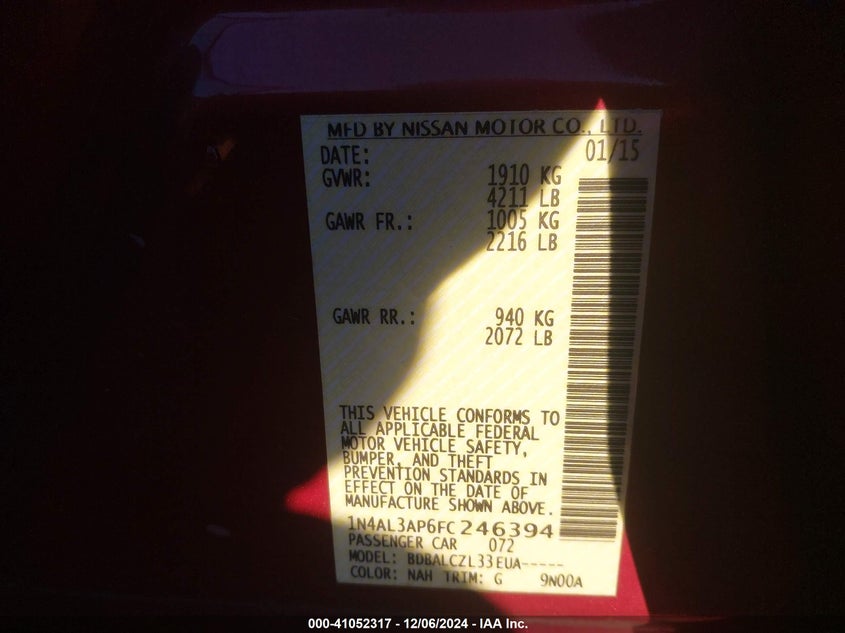 MFD BY NISSAN MOTOR CO., LTD.
DATE: 01/15
GVWR: 1910 KG
4211 LB
GAWR FR.: 1005 KG
2216 LB
GAWR RR.: 940 KG
2072 LB
THIS VEHICLE CONFORMS TO
ALL APPLICABLE FEDERAL
MOTOR VEHICLE SAFETY,
BUMPER, AND THEFT
PREVENTION STANDARDS IN
EFFECT ON THE DATE OF
MANUFACTURE SHOWN ABOVE.
1N4AL3AP6FC246394
PASSENGER CAR 072
MODEL: BDBALCZL33EUA-----
COLOR: NAH TRIM: G 9N00A
000-41052317 - 12/06/2024 - IAA Inc.